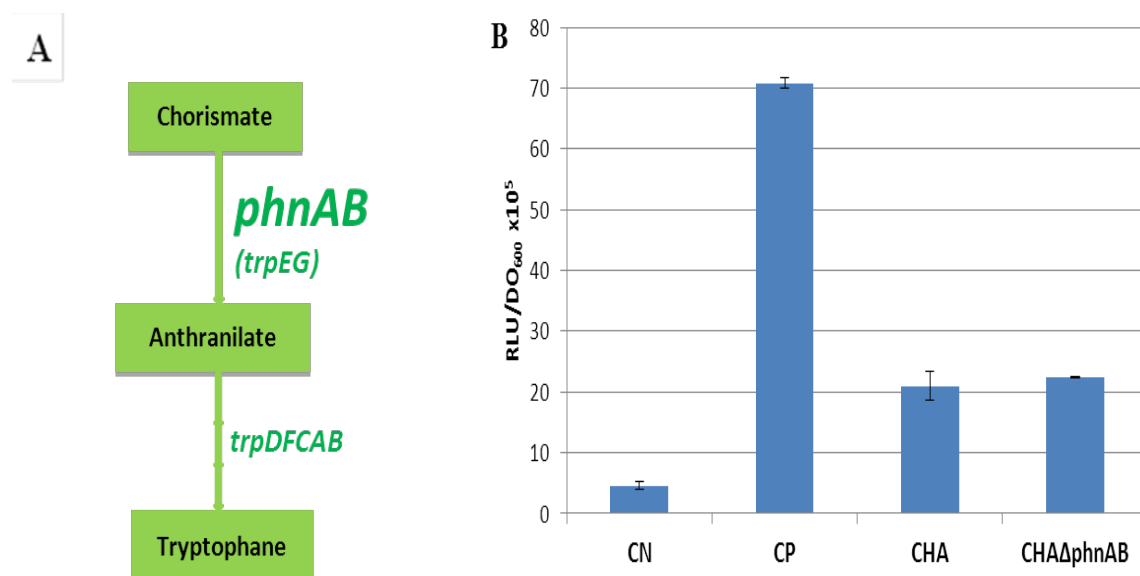 A
Chorismate
phnAB
(trpEG)
Anthranilate
trpDFCAB
Tryptophane
B
RLU/DO₆₀₀ x10⁵
80
70
60
50
40
30
20
10
0
CN
CP
CHA
CHAΔphnAB